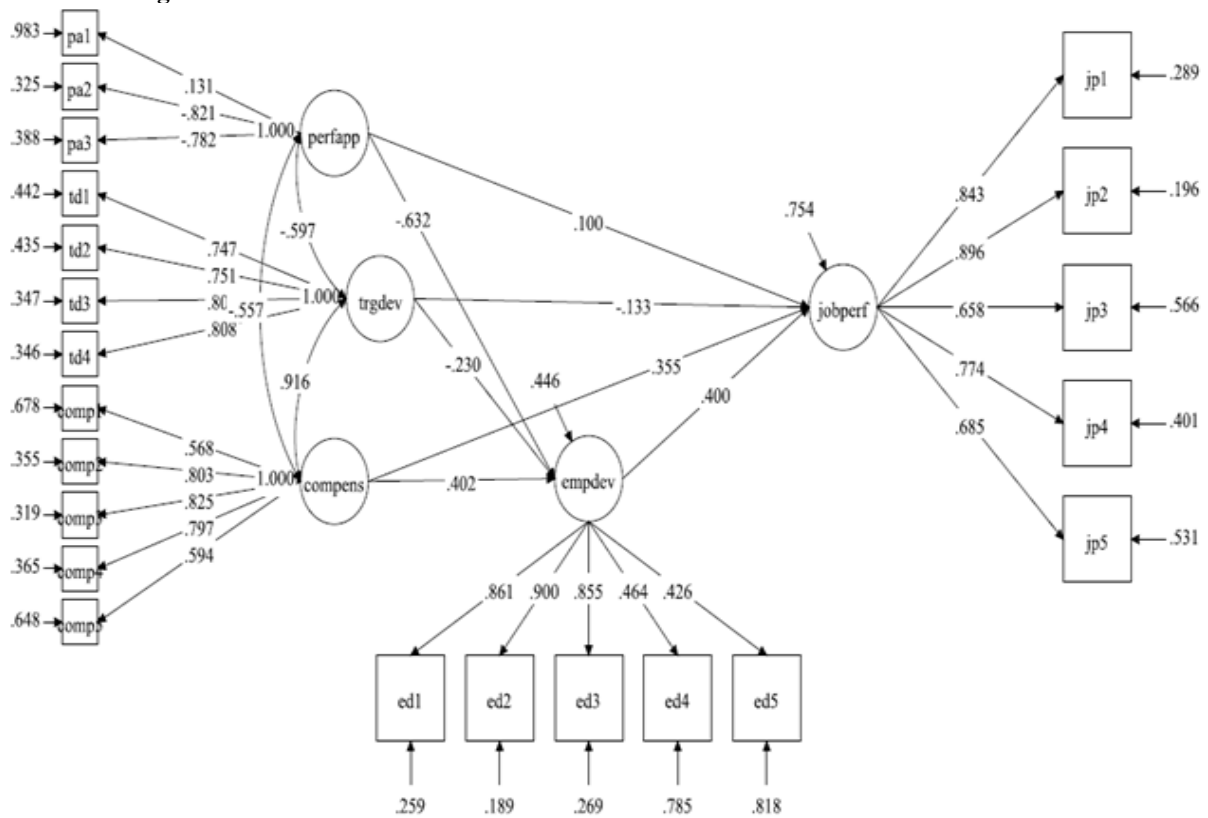 .983 pa1
.131
.325 pa2
-.821
.388 pa3
-.782
1.000
perfapp
.442 td1
.747
.435 td2
.751
.347 td3
1.000
trgdev
.346 td4
.808
-.597
-.557
.916
.678
.568
.355 comp2
.803
.319
.825
1.000
compens
.365 comp4
.797
.648
.594
-.632
.100
-.133
-.230
.355
.402
.400
.446
empdev
.754
jobperf
.843
jp1 .289
.896
jp2 .196
.658
jp3 .566
.774
jp4 .401
.685
jp5 .531
.861 .900 .855 .464 .426
ed1 ed2 ed3 ed4 ed5
.259 .189 .269 .785 .818